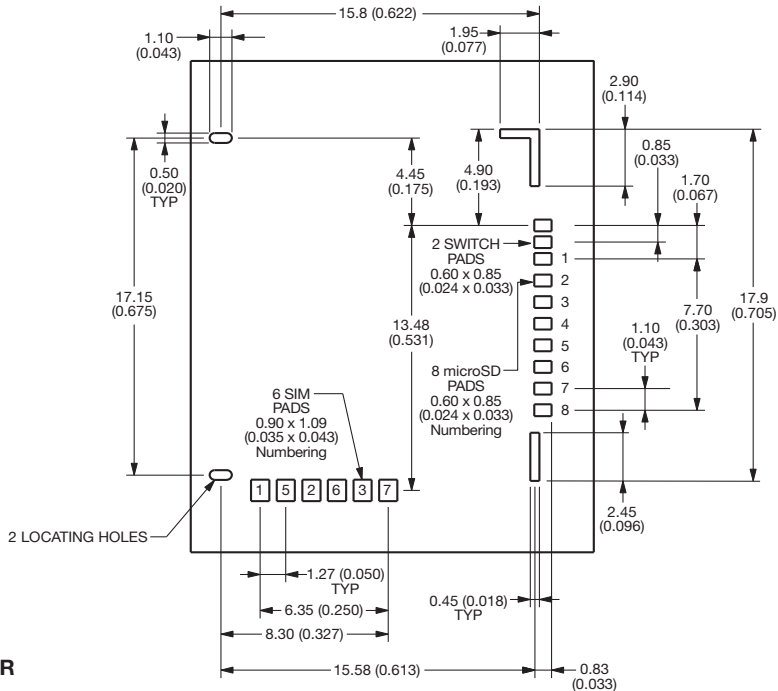 15.8 (0.622)
1.10
(0.043)
1.95
(0.077)
2.90
(0.114)
0.50
(0.020)
TYP
4.45
(0.175)
4.90
(0.193)
0.85
(0.033)
1.70
(0.067)
2 SWITCH
PADS
0.60 x 0.85
(0.024 x 0.033)
1
2
3
4
5
6
7
8
17.15
(0.675)
13.48
(0.531)
7.70
(0.303)
17.9
(0.705)
1.10
(0.043)
TYP
8 microSD
PADS
0.60 x 0.85
(0.024 x 0.033)
Numbering
6 SIM
PADS
0.90 x 1.09
(0.035 x 0.043)
Numbering
1 5 2 6 3 7
2 LOCATING HOLES
2.45
(0.096)
1.27 (0.050)
TYP
0.45 (0.018)
TYP
6.35 (0.250)
8.30 (0.327)
15.58 (0.613)
0.83
(0.033)
R